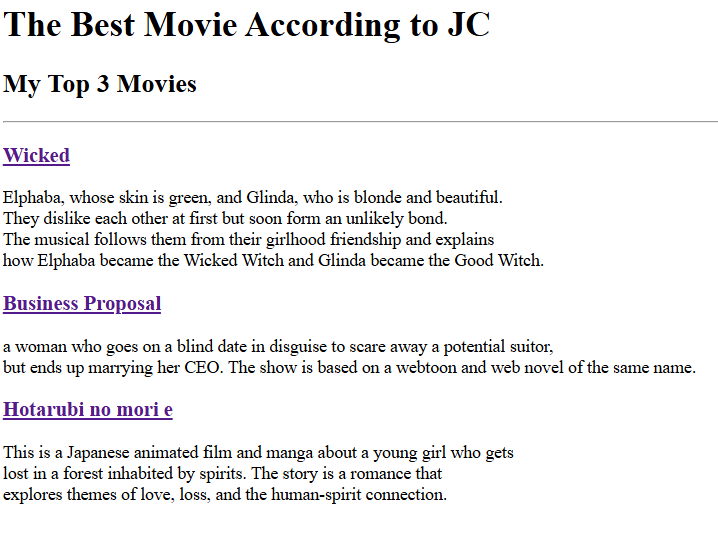 The Best Movie According to JC
My Top 3 Movies
Wicked
Elphaba, whose skin is green, and Glinda, who is blonde and beautiful.
They dislike each other at first but soon form an unlikely bond.
The musical follows them from their girlhood friendship and explains
how Elphaba became the Wicked Witch and Glinda became the Good Witch.
Business Proposal
a woman who goes on a blind date in disguise to scare away a potential suitor,
but ends up marrying her CEO. The show is based on a webtoon and web novel of the same name.
Hotarubi no mori e
This is a Japanese animated film and manga about a young girl who gets
lost in a forest inhabited by spirits. The story is a romance that
explores themes of love, loss, and the human-spirit connection.